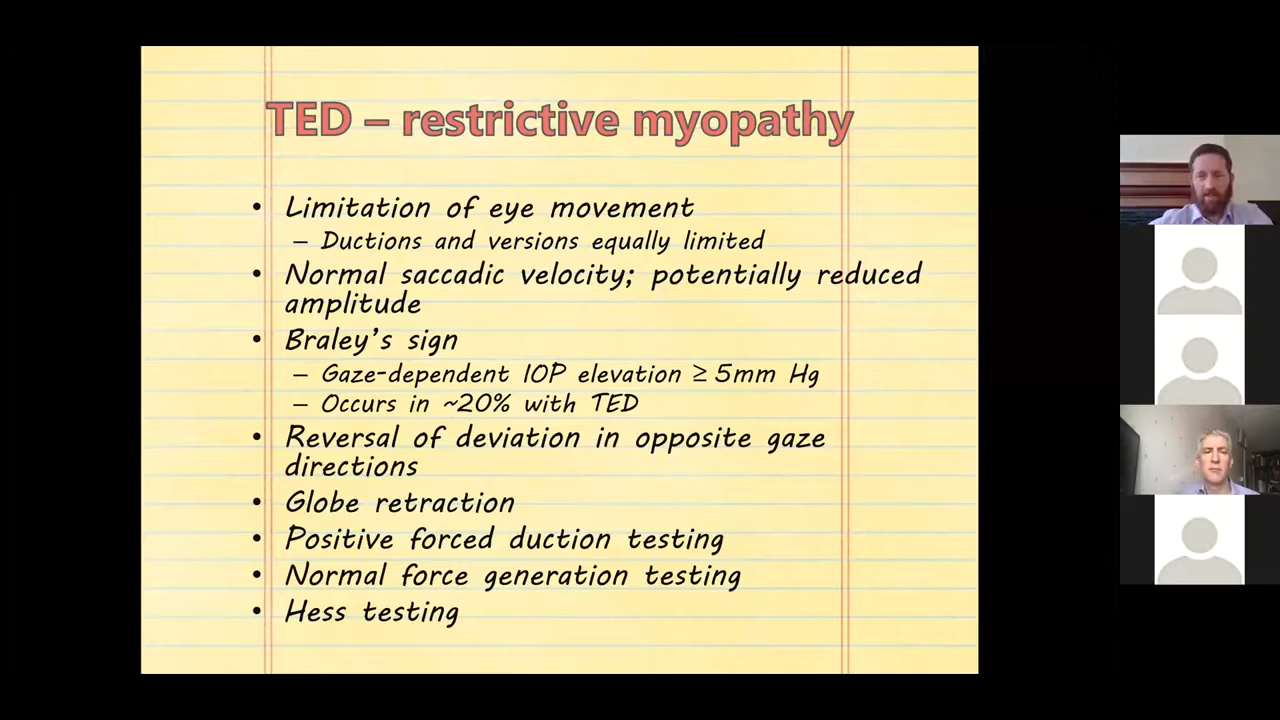 TED – restrictive myopathy
• Limitation of eye movement
– Ductions and versions equally limited
• Normal saccadic velocity; potentially reduced
amplitude
• Braley's sign
– Gaze-dependent IOP elevation ≥ 5mm Hg
– Occurs in ~20% with TED
• Reversal of deviation in opposite gaze
directions
• Globe retraction
• Positive forced duction testing
• Normal force generation testing
• Hess testing